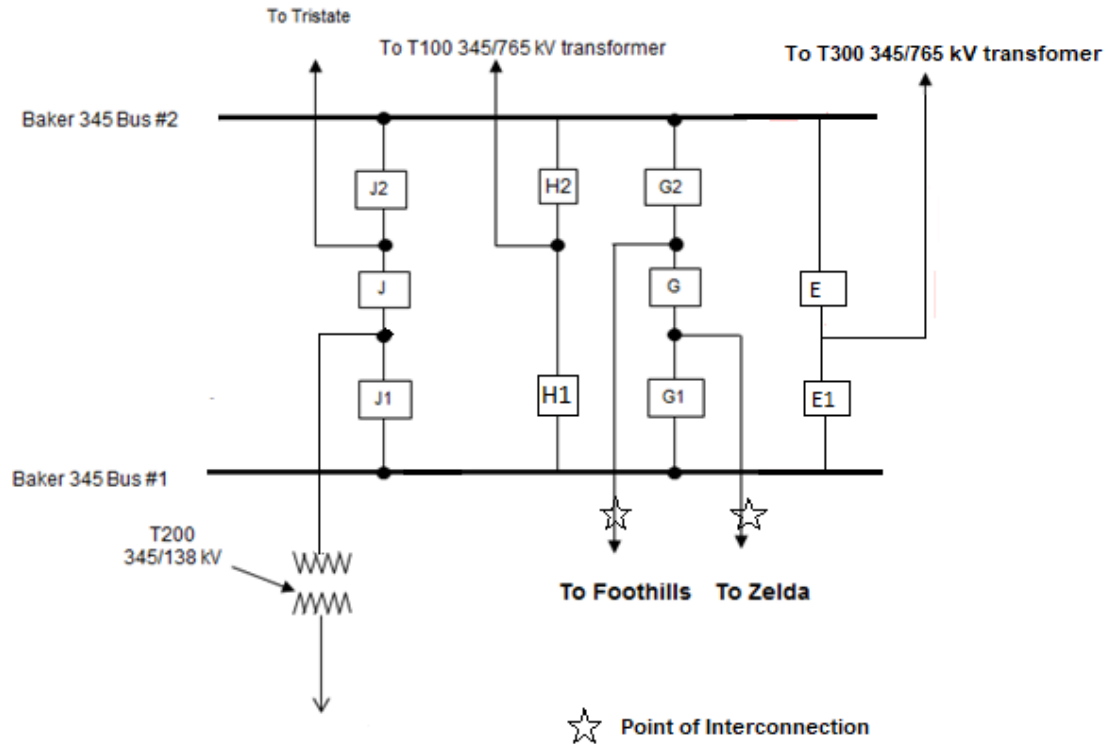 To Tristate
To T100 345/765 kV transformer
To T300 345/765 kV transfomer
Baker 345 Bus #2
J2
H2
G2
J
G
E
J1
H1
G1
E1
Baker 345 Bus #1
T200
345/138 kV
To Foothills
To Zelda
Point of Interconnection